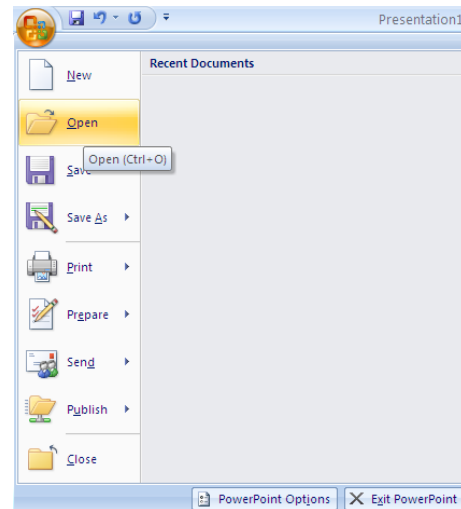 Presentation1
New
Recent Documents
Open
Open (Ctrl+O)
Save
Save As
Print
Prepare
Send
Publish
Close
PowerPoint Options
Exit PowerPoint